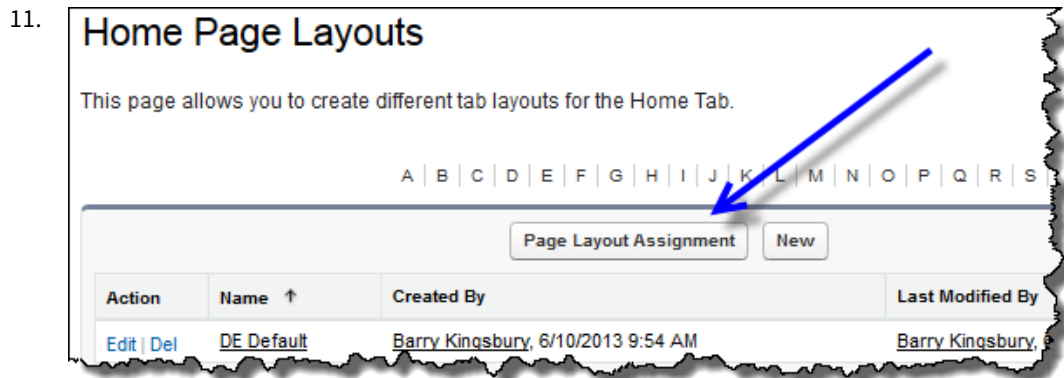 11.
Home Page Layouts
This page allows you to create different tab layouts for the Home Tab.
A | B | C | D | E | F | G | H | I | J | K | L | M | N | O | P | Q | R | S
Page Layout Assignment New
Action Name ↑ Created By Last Modified By
Edit | Del DE Default Barry Kingsbury, 6/10/2013 9:54 AM Barry Kingsbury,